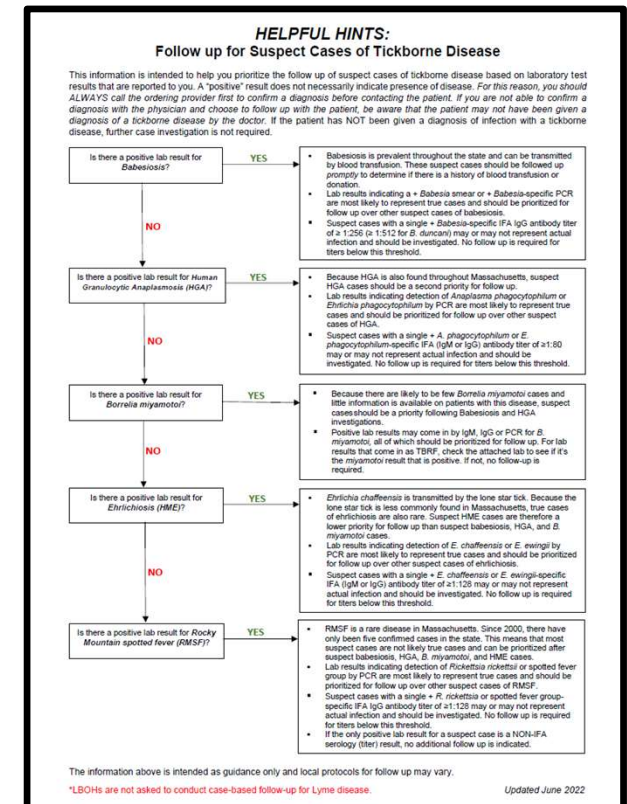 HELPFUL HINTS:
Follow up for Suspect Cases of Tickborne Disease
This information is intended to help you prioritize the follow up of suspect cases of tickborne disease based on laboratory test
results that are reported to you. A “positive” result does not necessarily indicate presence of disease. For this reason, you should
ALWAYS call the ordering provider first to confirm a diagnosis before contacting the patient. If you are not able to confirm a
diagnosis with the physician and choose to follow up with the patient, be aware that the patient may not have been given a
diagnosis of a tickborne disease by the doctor. If the patient has NOT been given a diagnosis of infection with a tickborne
disease, further case investigation is not required.
Is there a positive lab result for
Babesiosis?
YES
• Babesiosis is prevalent throughout the state and can be transmitted
by blood transfusion. These suspect cases should be followed up
promptly to determine if there is a history of blood transfusion or
donation.
• Lab results indicating a + Babesia smear or + Babesia-specific PCR
are most likely to represent true cases and should be prioritized for
follow up over other suspect cases of babesiosis.
▪ Suspect cases with a single + Babesia-specific IFA IgG antibody titer
of ≥ 1:256 (≥ 1:512 for B. duncani) may or may not represent actual
infection and should be investigated. No follow up is required for
titers below this threshold.
NO
Is there a positive lab result for Human
Granulocytic Anaplasmosis (HGA)?
YES
• Because HGA is also found throughout Massachusetts, suspect
HGA cases should be a second priority for follow up.
• Lab results indicating detection of Anaplasma phagocytophilum or
Ehrlichia phagocytophilum by PCR are most likely to represent true
cases and should be prioritized for follow up over other suspect
cases of HGA.
▪ Suspect cases with a single + A. phagocytophilum or E.
phagocytophilum-specific IFA (IgM or IgG) antibody titer of ≥1:80
may or may not represent actual infection and should be
investigated. No follow up is required for titers below this threshold.
NO
Is there a positive lab result for
Borrelia miyamotoi?
YES
▪ Because there are likely to be few Borrelia miyamotoi cases and
little information is available on patients with this disease, suspect
cases should be a priority following Babesiosis and HGA
investigations.
▪ Positive lab results may come in by IgM, IgG or PCR for B.
miyamotoi, all of which should be prioritized for follow up. For lab
results that come in as TBRF, check the attached lab to see if it's
the miyamotoi result that is positive. If not, no follow-up is
required.
NO
Is there a positive lab result for
Ehrlichiosis (HME)?
YES
▪ Ehrlichia chaffeensis is transmitted by the lone star tick. Because the
lone star tick is less commonly found in Massachusetts, true cases
of ehrlichiosis are also rare. Suspect HME cases are therefore a
lower priority for follow up than suspect babesiosis, HGA, and B.
miyamotoi cases.
• Lab results indicating detection of E. chaffeensis or E. ewingii by
PCR are most likely to represent true cases and should be prioritized
for follow up over other suspect cases of ehrlichiosis.
▪ Suspect cases with a single + E. chaffeensis or E. ewingii-specific
IFA (IgM or IgG) antibody titer of ≥1:128 may or may not represent
actual infection and should be investigated. No follow up is required
for titers below this threshold.
NO
Is there a positive lab result for Rocky
Mountain spotted fever (RMSF)?
YES
• RMSF is a rare disease in Massachusetts. Since 2000, there have
only been five confirmed cases in the state. This means that most
suspect cases are not likely true cases and can be prioritized after
suspect babesiosis, HGA, B. miyamotoi, and HME cases.
• Lab results indicating detection of Rickettsia rickettsii or spotted fever
group by PCR are most likely to represent true cases and should be
prioritized for follow up over other suspect cases of RMSF.
▪ Suspect cases with a single + R. rickettsia or spotted fever group-
specific IFA IgG antibody titer of ≥1:128 may or may not represent
actual infection and should be investigated. No follow up is required
for titers below this threshold.
• If the only positive lab result for a suspect case is a NON-IFA
serology (titer) result, no additional follow up is indicated.
The information above is intended as guidance only and local protocols for follow up may vary.
*LBOHs are not asked to conduct case-based follow-up for Lyme disease.
Updated June 2022